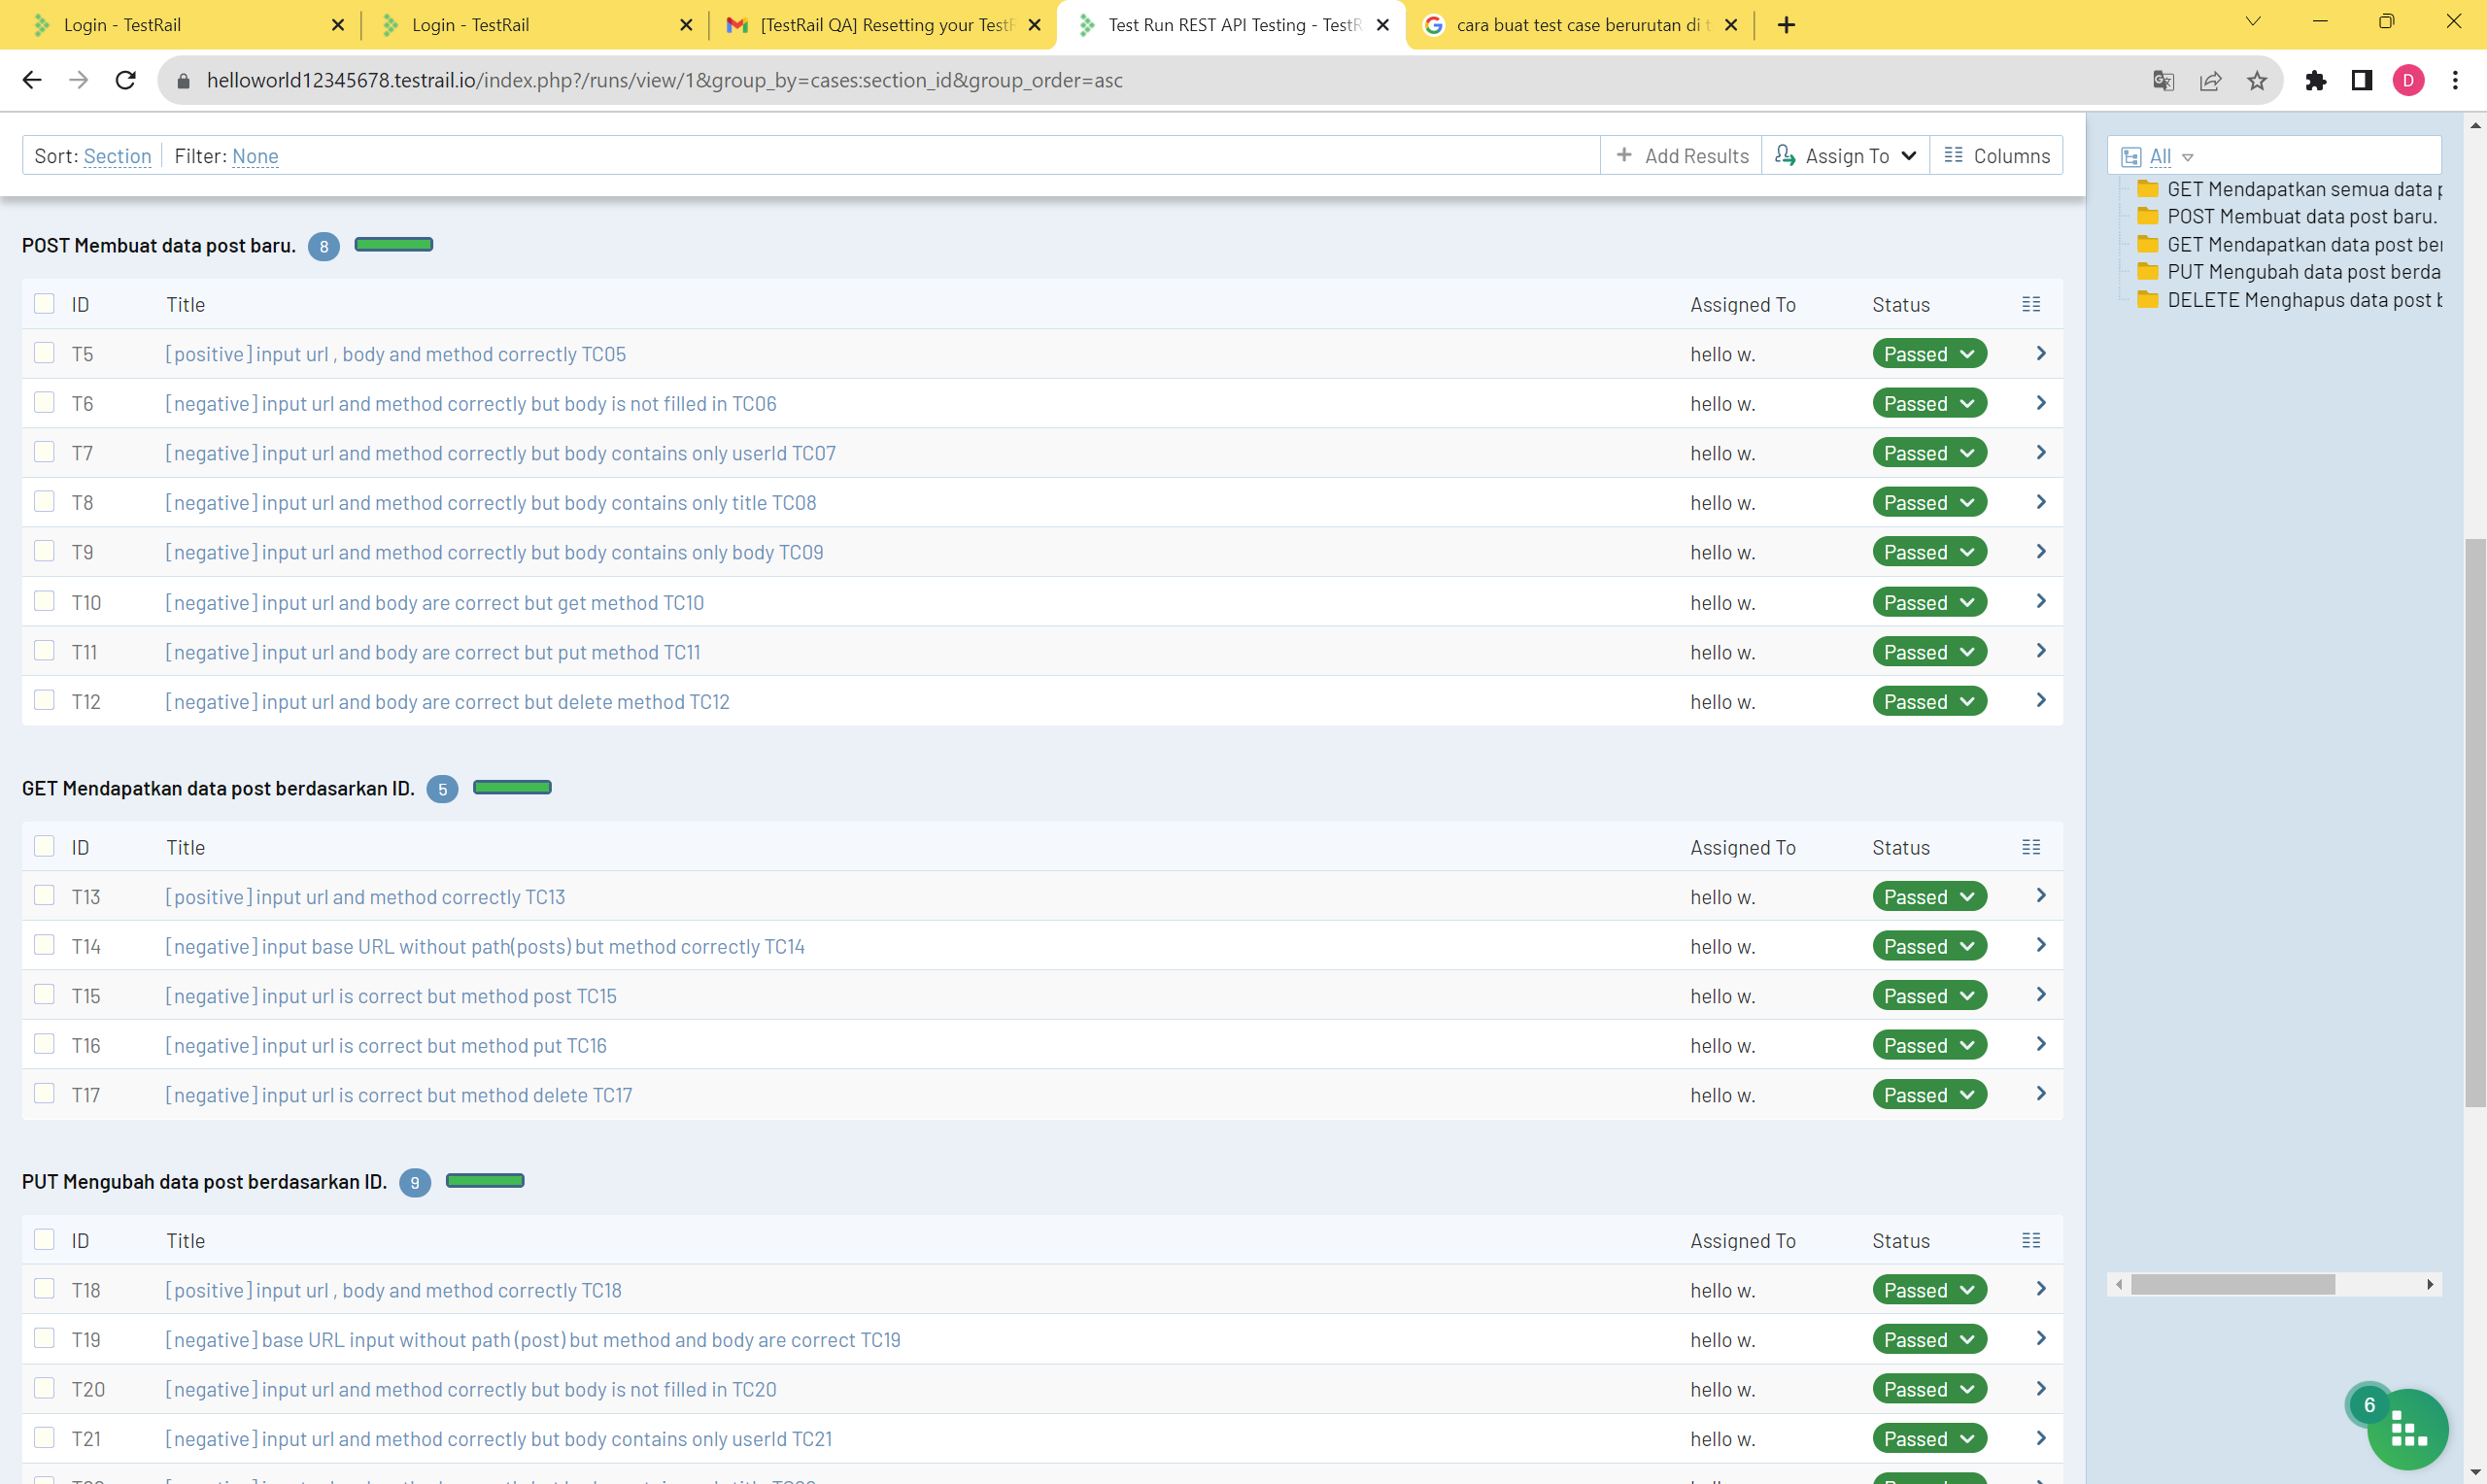 Login - TestRail
Login - TestRail
[TestRail QA] Resetting your Test
Test Run REST API Testing - Test
cara buat test case berurutan di
helloworld12345678.testrail.io/index.php?/runs/view/1&group_by=cases:section_id&group_order=asc
D
Sort: Section Filter: None
Add Results
Assign To
Columns
All
GET Mendapatkan semua data
POST Membuat data post baru.
GET Mendapatkan data post
PUT Mengubah data post
DELETE Menghapus data post
POST Membuat data post baru. 8
ID Title Assigned To Status
T5 [positive] input url , body and method correctly TC05 hello w. Passed
T6 [negative] input url and method correctly but body is not filled in TC06 hello w. Passed
T7 [negative] input url and method correctly but body contains only userId TC07 hello w. Passed
T8 [negative] input url and method correctly but body contains only title TC08 hello w. Passed
T9 [negative] input url and method correctly but body contains only body TC09 hello w. Passed
T10 [negative] input url and body are correct but get method TC10 hello w. Passed
T11 [negative] input url and body are correct but put method TC11 hello w. Passed
T12 [negative] input url and body are correct but delete method TC12 hello w. Passed
GET Mendapatkan data post berdasarkan ID. 5
ID Title Assigned To Status
T13 [positive] input url and method correctly TC13 hello w. Passed
T14 [negative] input base URL without path(posts) but method correctly TC14 hello w. Passed
T15 [negative] input url is correct but method post TC15 hello w. Passed
T16 [negative] input url is correct but method put TC16 hello w. Passed
T17 [negative] input url is correct but method delete TC17 hello w. Passed
PUT Mengubah data post berdasarkan ID. 9
ID Title Assigned To Status
T18 [positive] input url , body and method correctly TC18 hello w. Passed
T19 [negative] base URL input without path (post) but method and body are correct TC19 hello w. Passed
T20 [negative] input url and method correctly but body is not filled in TC20 hello w. Passed
T21 [negative] input url and method correctly but body contains only userId TC21 hello w. Passed
6